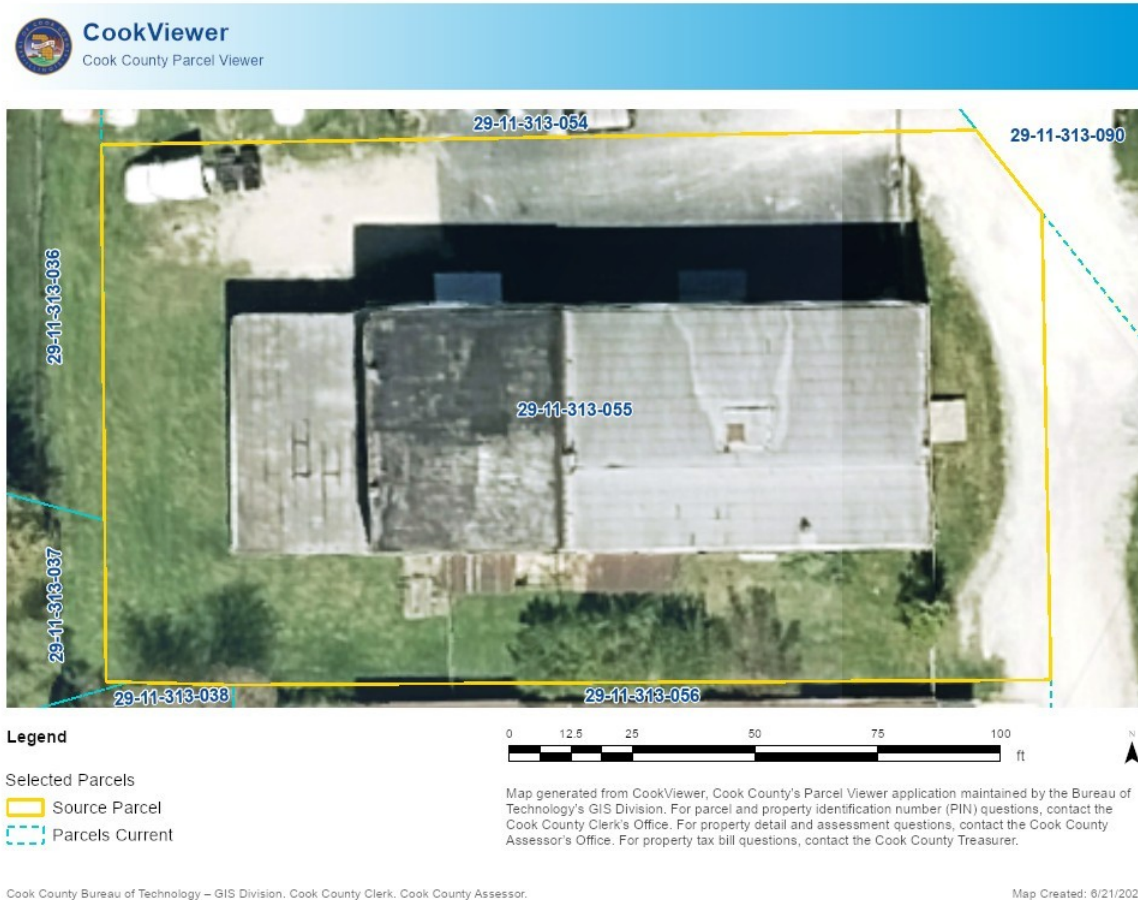 CookViewer
Cook County Parcel Viewer
29-11-313-054
29-11-313-090
29-11-313-036
29-11-313-055
29-11-313-037
29-11-313-038
29-11-313-056
Legend
Selected Parcels
Source Parcel
Parcels Current
0 12.5 25 50 75 100
ft
N
Map generated from CookViewer, Cook County's Parcel Viewer application maintained by the Bureau of
Technology's GIS Division. For parcel and property identification number (PIN) questions, contact the
Cook County Clerk's Office. For property detail and assessment questions, contact the Cook County
Assessor's Office. For property tax bill questions, contact the Cook County Treasurer.
Cook County Bureau of Technology – GIS Division, Cook County Clerk, Cook County Assessor.
Map Created: 6/21/202